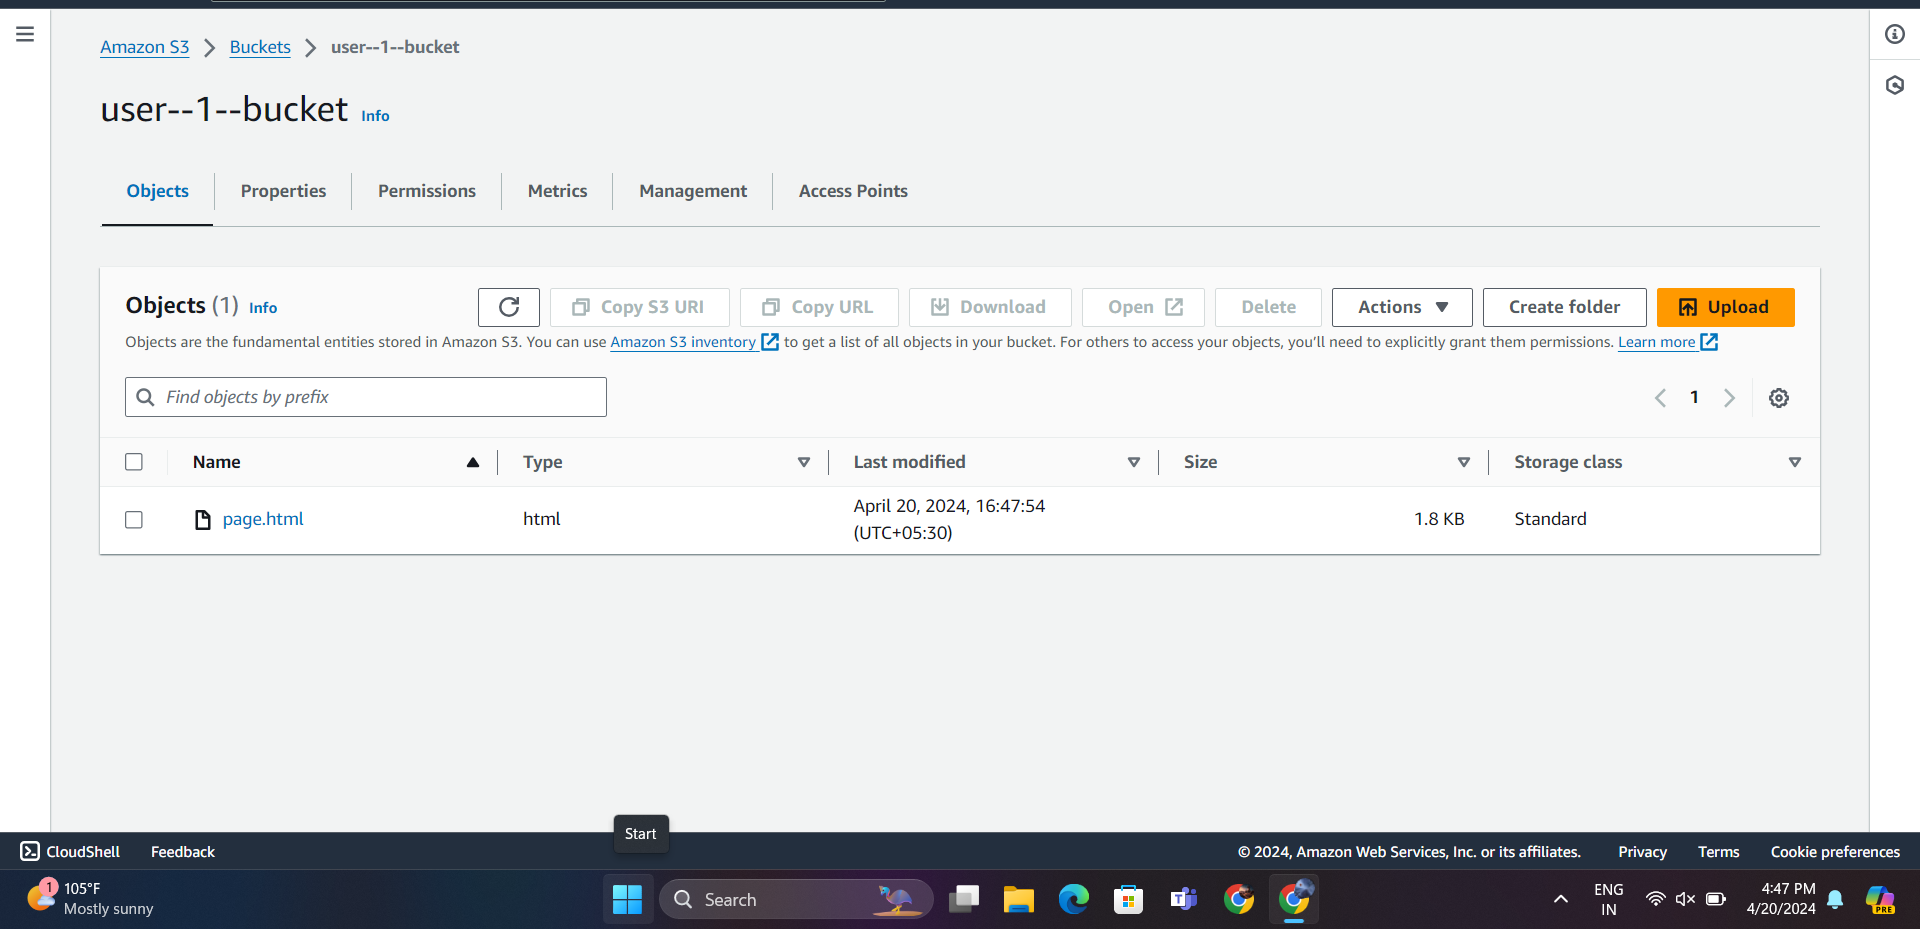 Amazon S3 > Buckets > user--1--bucket
user--1--bucket Info
Objects Properties Permissions Metrics Management Access Points
Objects (1) Info Copy S3 URI Copy URL Download Open Delete Actions Create folder Upload
Objects are the fundamental entities stored in Amazon S3. You can use Amazon S3 inventory to get a list of all objects in your bucket. For others to access your objects, you'll need to explicitly grant them permissions. Learn more
Find objects by prefix 1
Name Type Last modified Size Storage class
page.html html April 20, 2024, 16:47:54 (UTC+05:30) 1.8 KB Standard
Start
CloudShell Feedback © 2024, Amazon Web Services, Inc. or its affiliates. Privacy Terms Cookie preferences
1 105°F Search ENG 4:47 PM
Mostly sunny IN 4/20/2024 PRE